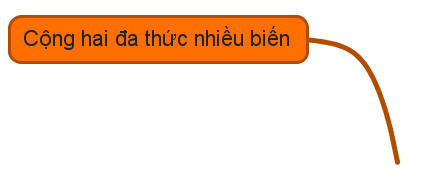 Cộng hai đa thức nhiều biến